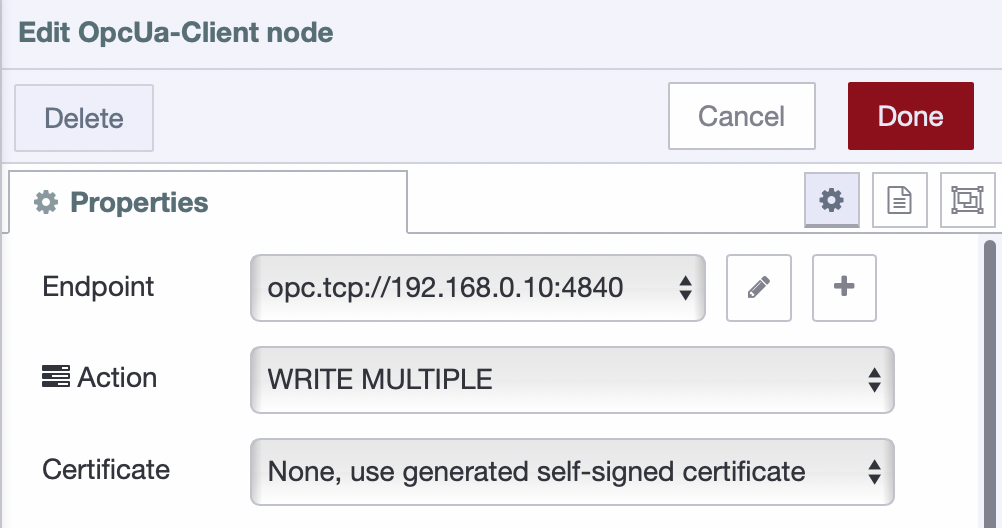 Edit OpcUa-Client node
Delete
Cancel
Done
Properties
Endpoint
opc.tcp://192.168.0.10:4840
Action
WRITE MULTIPLE
Certificate
None, use generated self-signed certificate